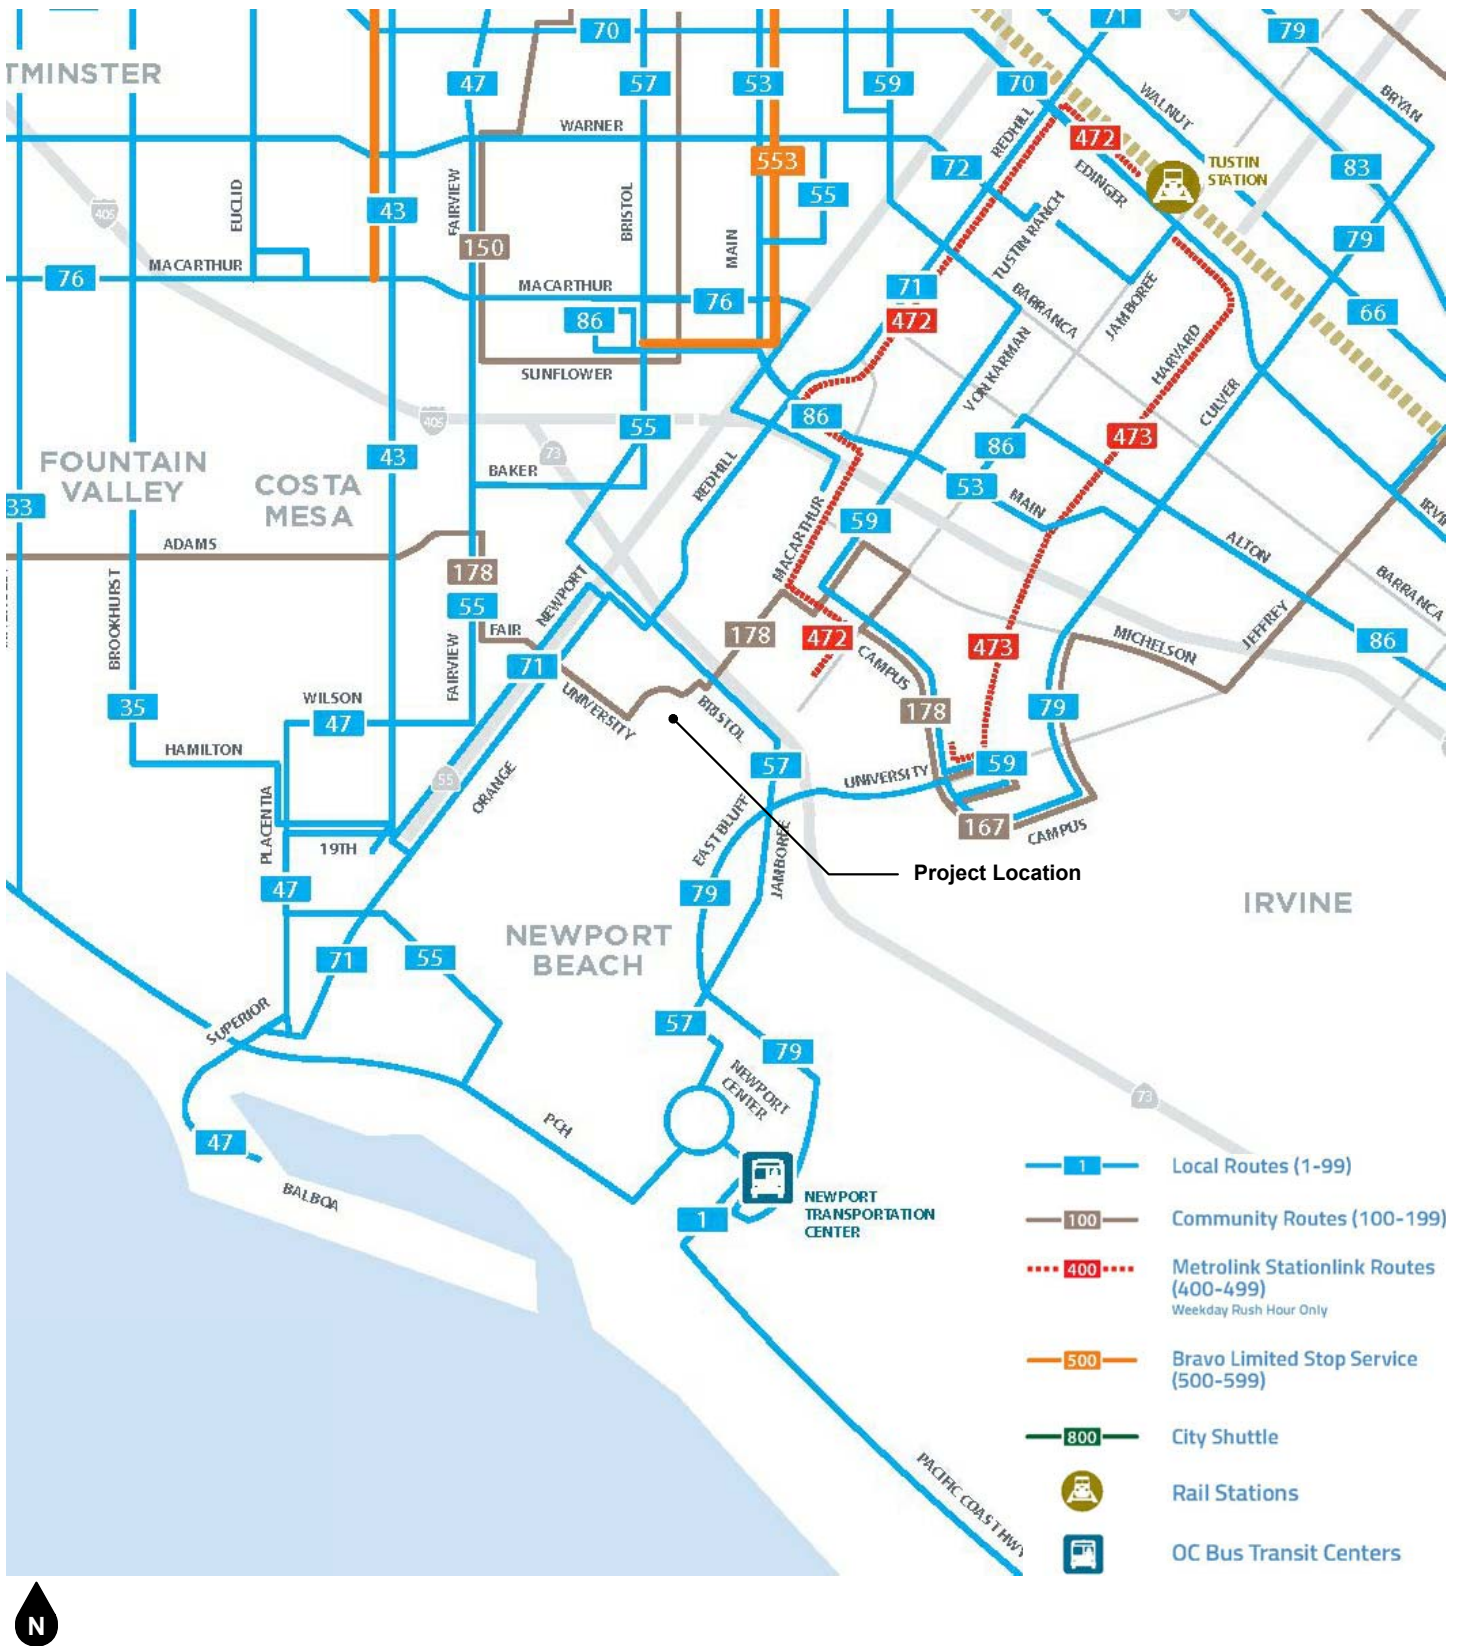 71
79
70
47
57
53
59
70
TMINSTER
BRYAN
WALNUT
WARNER
REDHILL
472
553
72
83
TUSTIN
STATION
EDINGER
55
EUCLID
43
FAIRVIEW
BRISTOL
MAIN
TUSTIN RANCH
405
150
79
MACARTHUR
76
MACARTHUR
76
71
BARRANCA
JAMBOREE
66
86
472
HARVARD
SUNFLOWER
VON KARMAN
CULVER
405
55
86
473
73
86
FOUNTAIN
VALLEY
COSTA
MESA
43
BAKER
REDHILL
53
MAIN
33
MACARTHUR
59
ADAMS
ALTON
BROOKHURST
178
NEWPORT
BARRANCA
55
FAIR
JEFFREY
178
472
473
MICHELSON
86
FAIRVIEW
71
CAMPUS
WILSON
47
35
UNIVERSITY
BRISTOL
178
79
HAMILTON
55
ORANGE
57
UNIVERSITY
59
PLACENTIA
EAST BLUFF
JAMBOREE
167
CAMPUS
19TH
47
79
Project Location
IRVINE
NEWPORT
BEACH
71
55
SUPERIOR
57
79
NEWPORT
CENTER
73
PCH
47
BALBOA
1
NEWPORT
TRANSPORTATION
CENTER
1
Local Routes (1-99)
100
Community Routes (100-199)
400
Metrolink Stationlink Routes
(400-499)
Weekday Rush Hour Only
500
Bravo Limited Stop Service
(500-599)
800
City Shuttle
Rail Stations
OC Bus Transit Centers
PACIFIC COAST HWY
N